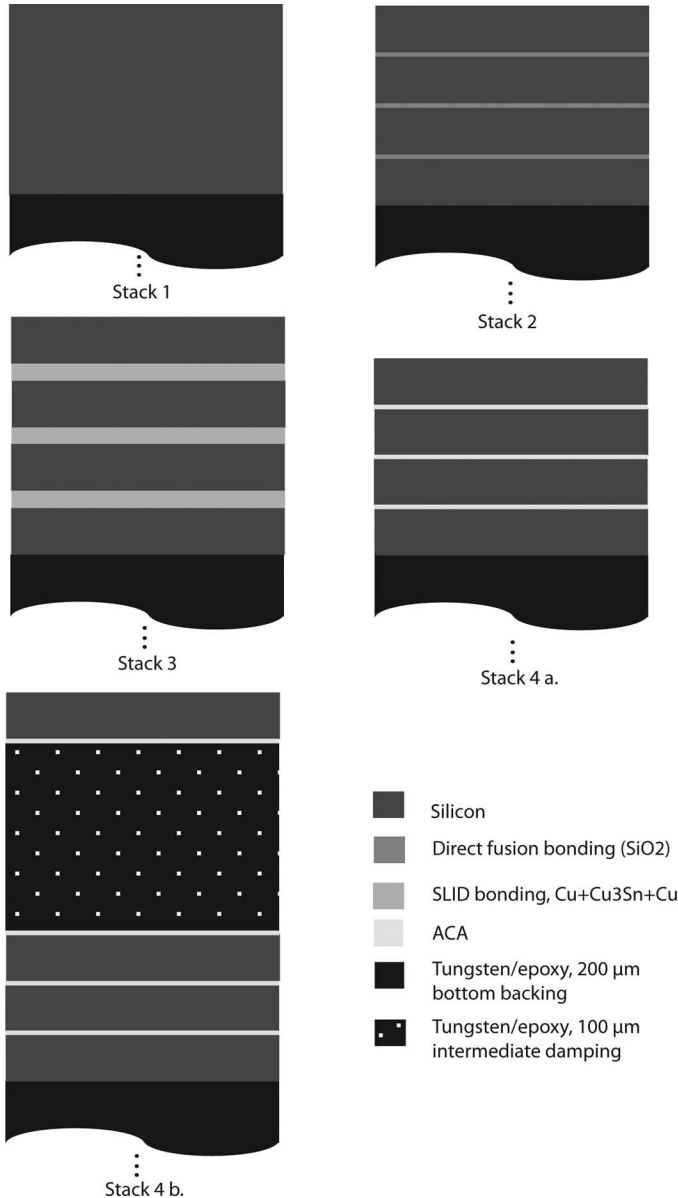 Stack 1
Stack 2
Stack 3
Stack 4 a.
Stack 4 b.
Silicon
Direct fusion bonding (SiO2)
SLID bonding, Cu+Cu3Sn+Cu
ACA
Tungsten/epoxy, 200 μm
bottom backing
Tungsten/epoxy, 100 μm
intermediate damping